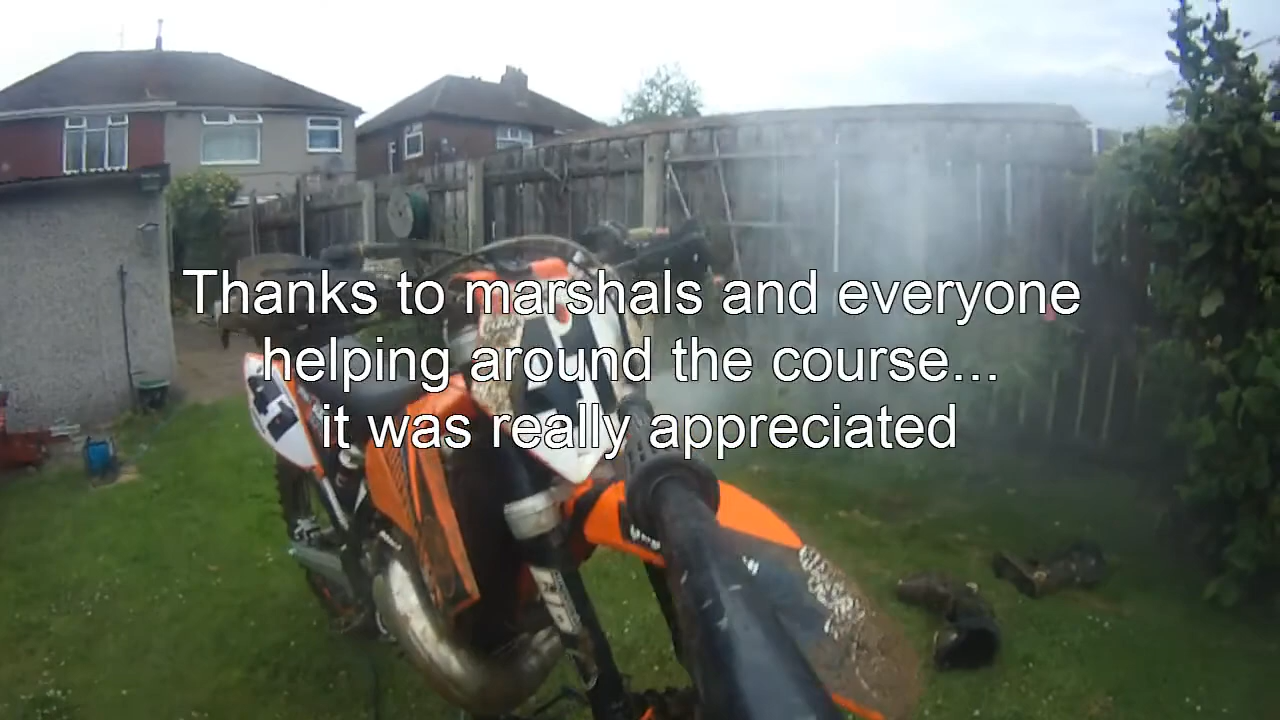 Thanks to marshals and everyone
helping around the course...
it was really appreciated